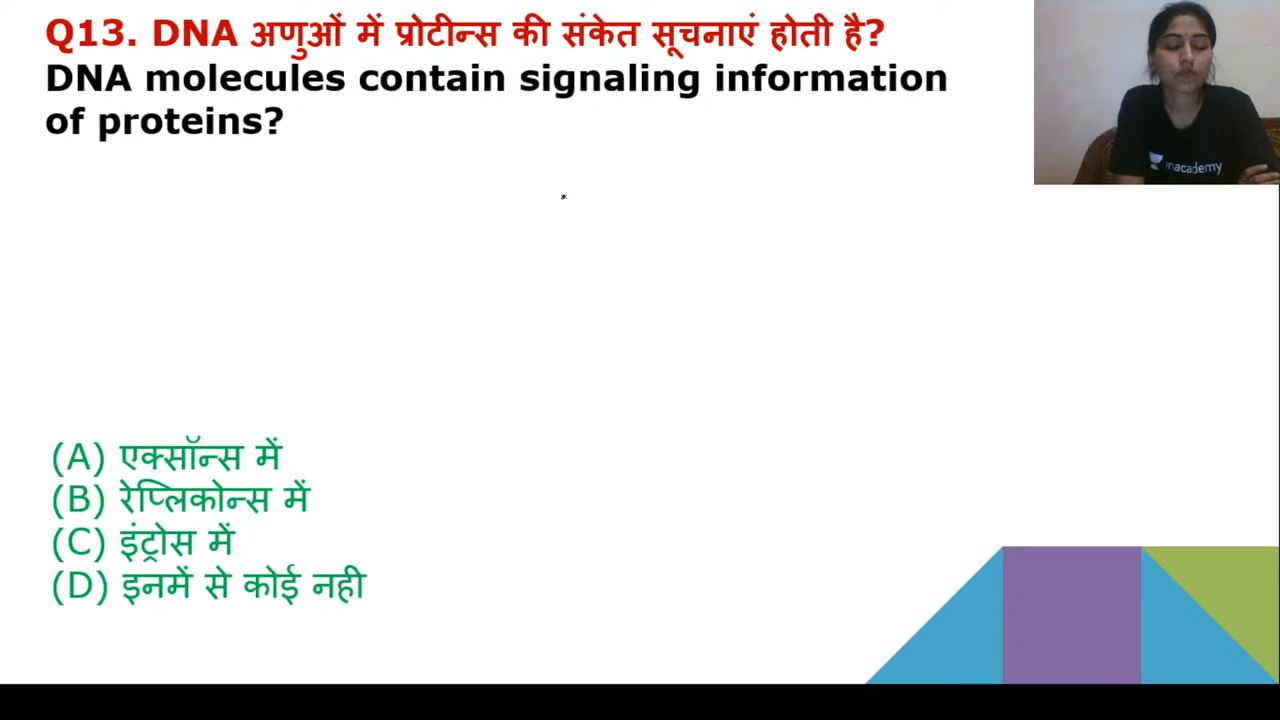 Q13. DNA अणुओं में प्रोटीन्स की संकेत सूचनाएं होती है?
DNA molecules contain signaling information
of proteins?
unacademy
(A) एक्सॉन्स में
(B) रेप्लिकोन्स में
(C) इंट्रोस में
(D) इनमें से कोई नही